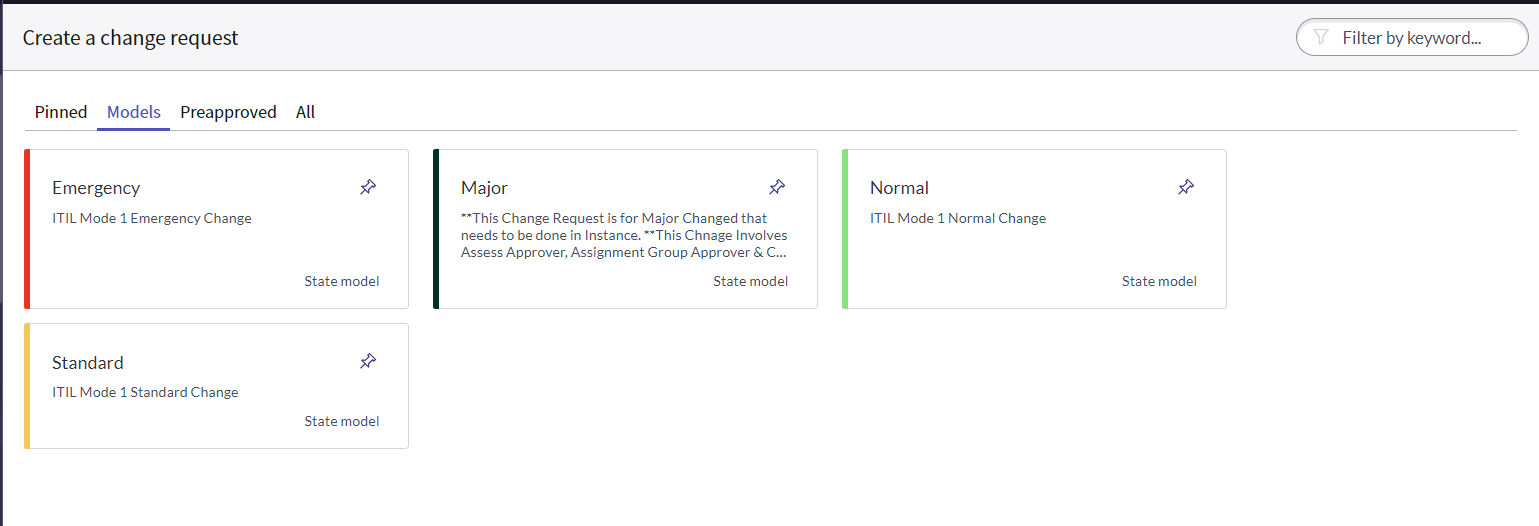 Create a change request
Filter by keyword...
Pinned Models Preapproved All
Emergency
ITIL Mode 1 Emergency Change
State model
Major
**This Change Request is for Major Changed that
needs to be done in Instance. **This Chnage Involves
Assess Approver, Assignment Group Approver & C...
State model
Normal
ITIL Mode 1 Normal Change
State model
Standard
ITIL Mode 1 Standard Change
State model